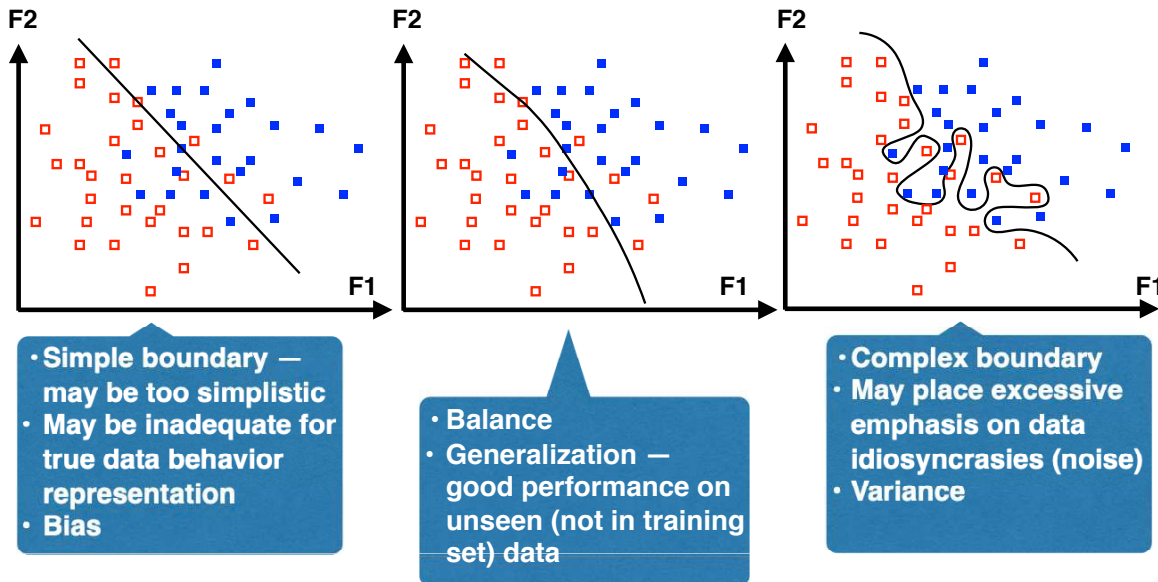 F2
F1
• Simple boundary —
may be too simplistic
• May be inadequate for
true data behavior
representation
• Bias
F2
F1
• Balance
• Generalization —
good performance on
unseen (not in training
set) data
F2
F1
• Complex boundary
• May place excessive
emphasis on data
idiosyncrasies (noise)
• Variance